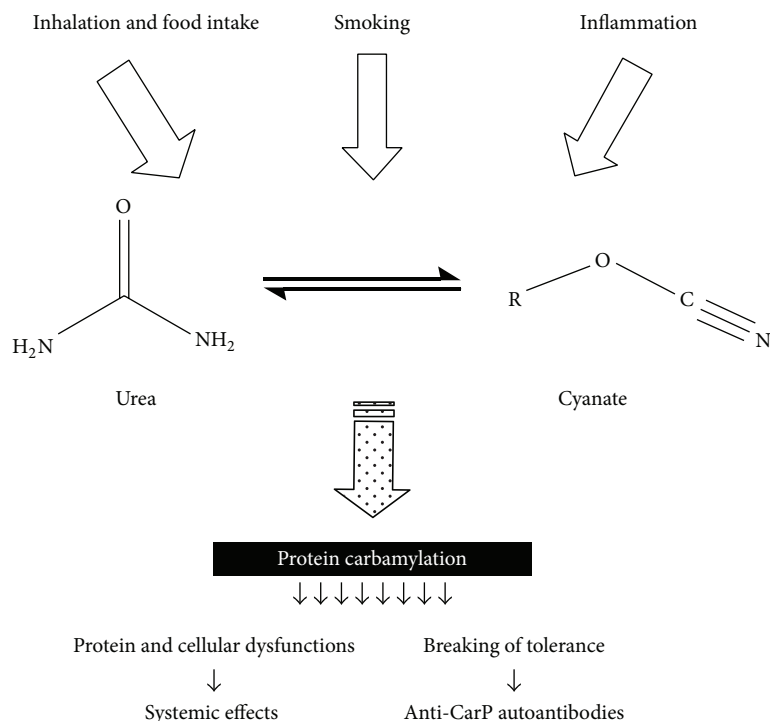 Inhalation and food intake
Smoking
Inflammation
O
H₂N
NH₂
Urea
R
O
C
N
Cyanate
Protein carbamylation
Protein and cellular dysfunctions
Breaking of tolerance
Systemic effects
Anti-CarP autoantibodies